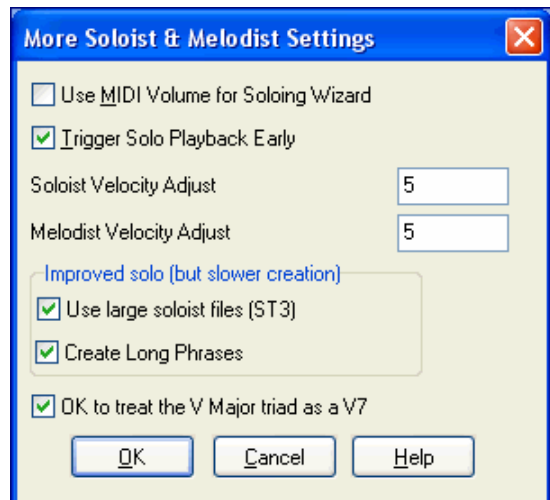 More Soloist & Melodist Settings
Use MIDI Volume for Soloing Wizard
Trigger Solo Playback Early
Soloist Velocity Adjust 5
Melodist Velocity Adjust 5
Improved solo (but slower creation)
Use large soloist files (ST3)
Create Long Phrases
OK to treat the V Major triad as a V7
OK Cancel Help